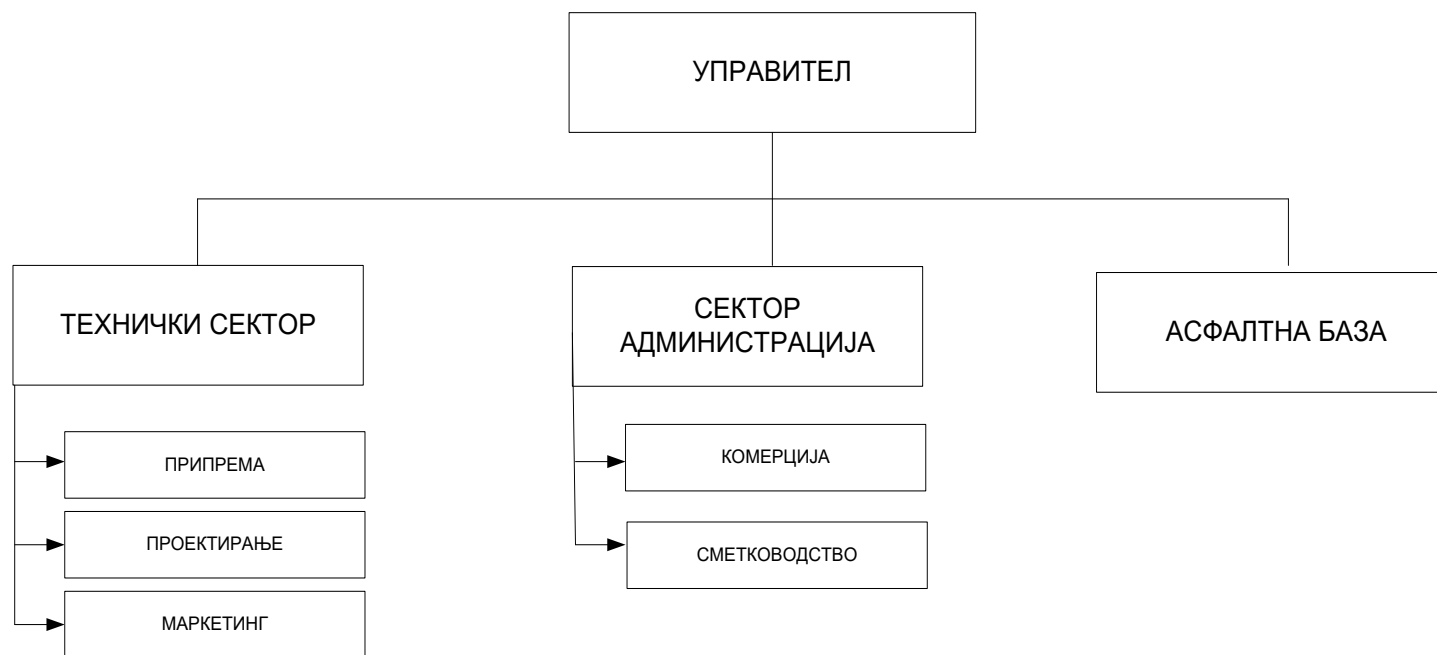 УПРАВИТЕЛ
ТЕХНИЧКИ СЕКТОР
СЕКТОР
АДМИНИСТРАЦИЈА
АСФАЛТНА БАЗА
ПРИПРЕМА
ПРОЕКТИРАЊЕ
МАРКЕТИНГ
КОМЕРЦИЈА
СМЕТКОВОДСТВО